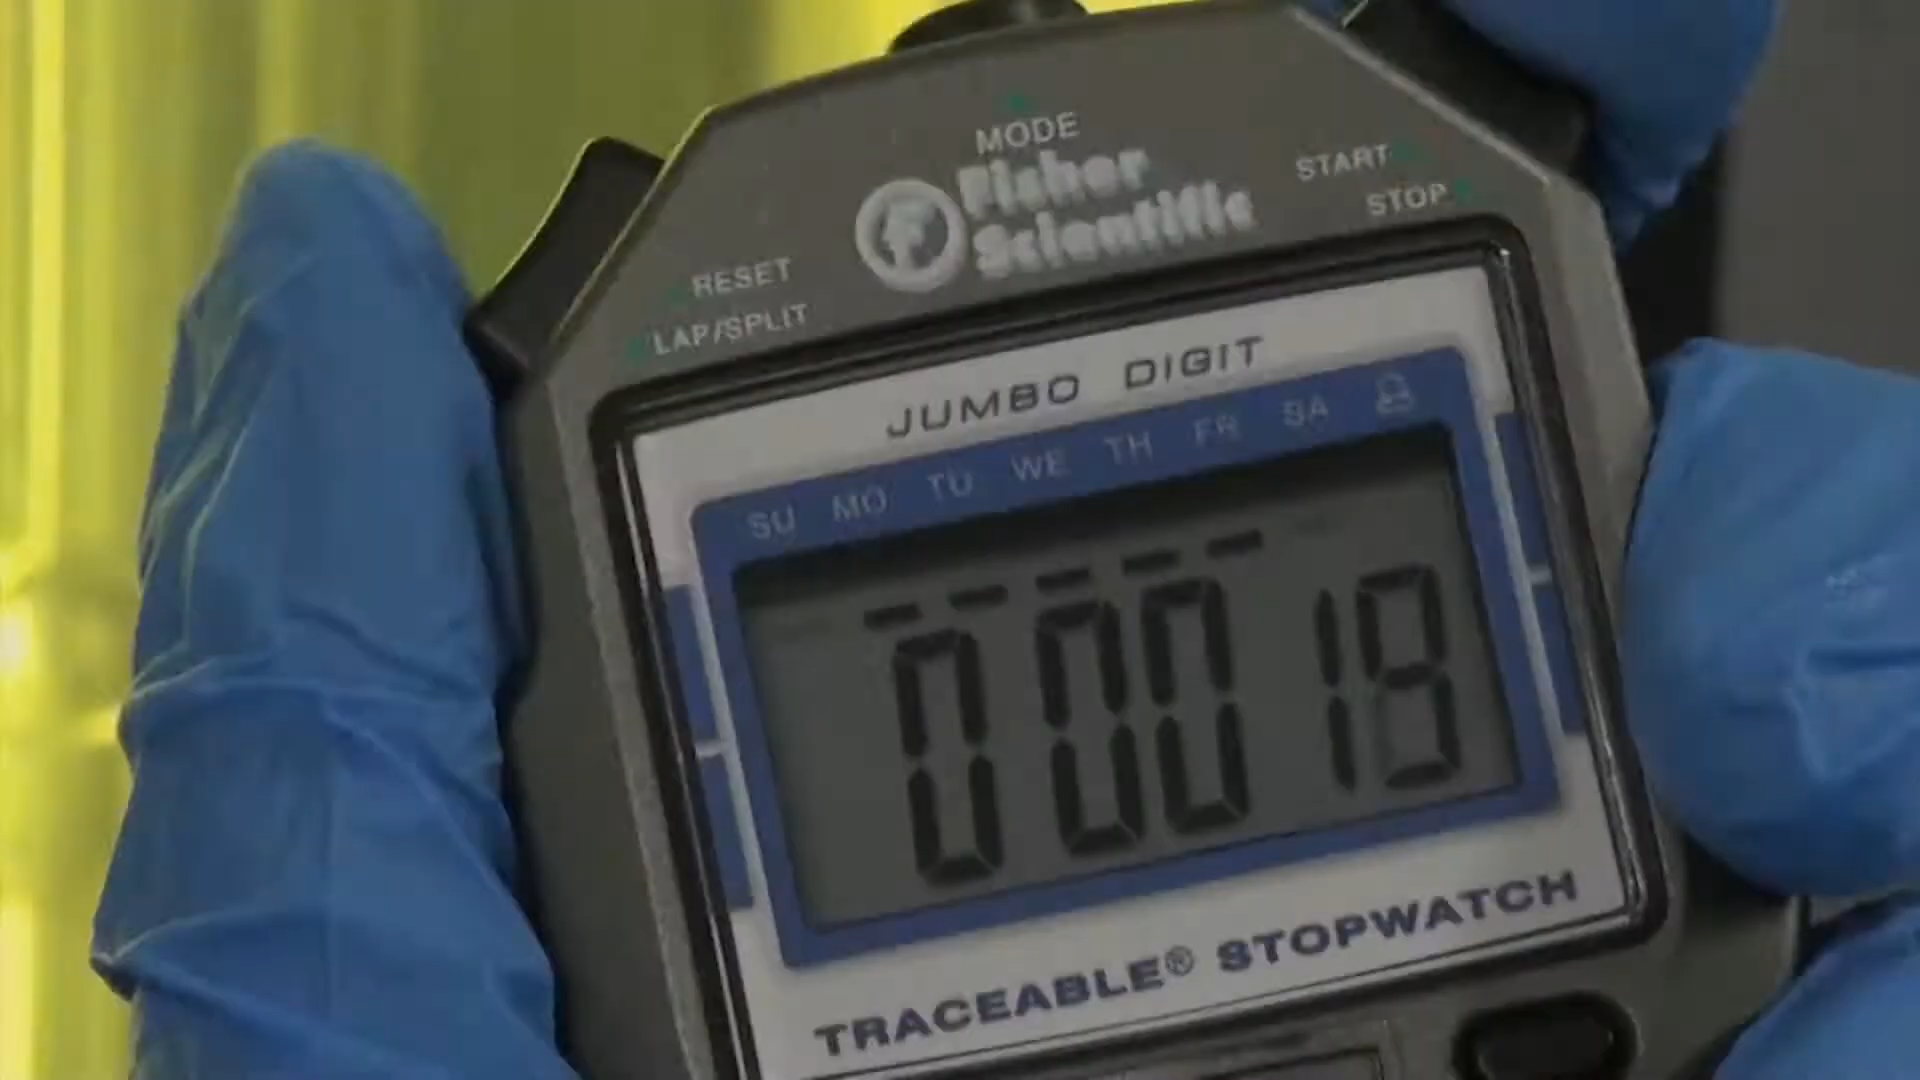 MODE
Fisher
Scientific
START
STOP
RESET
LAP/SPLIT
JUMBO DIGIT
SU MO TU WE TH FR SA
0 00 19
TRACEABLE® STOPWATCH